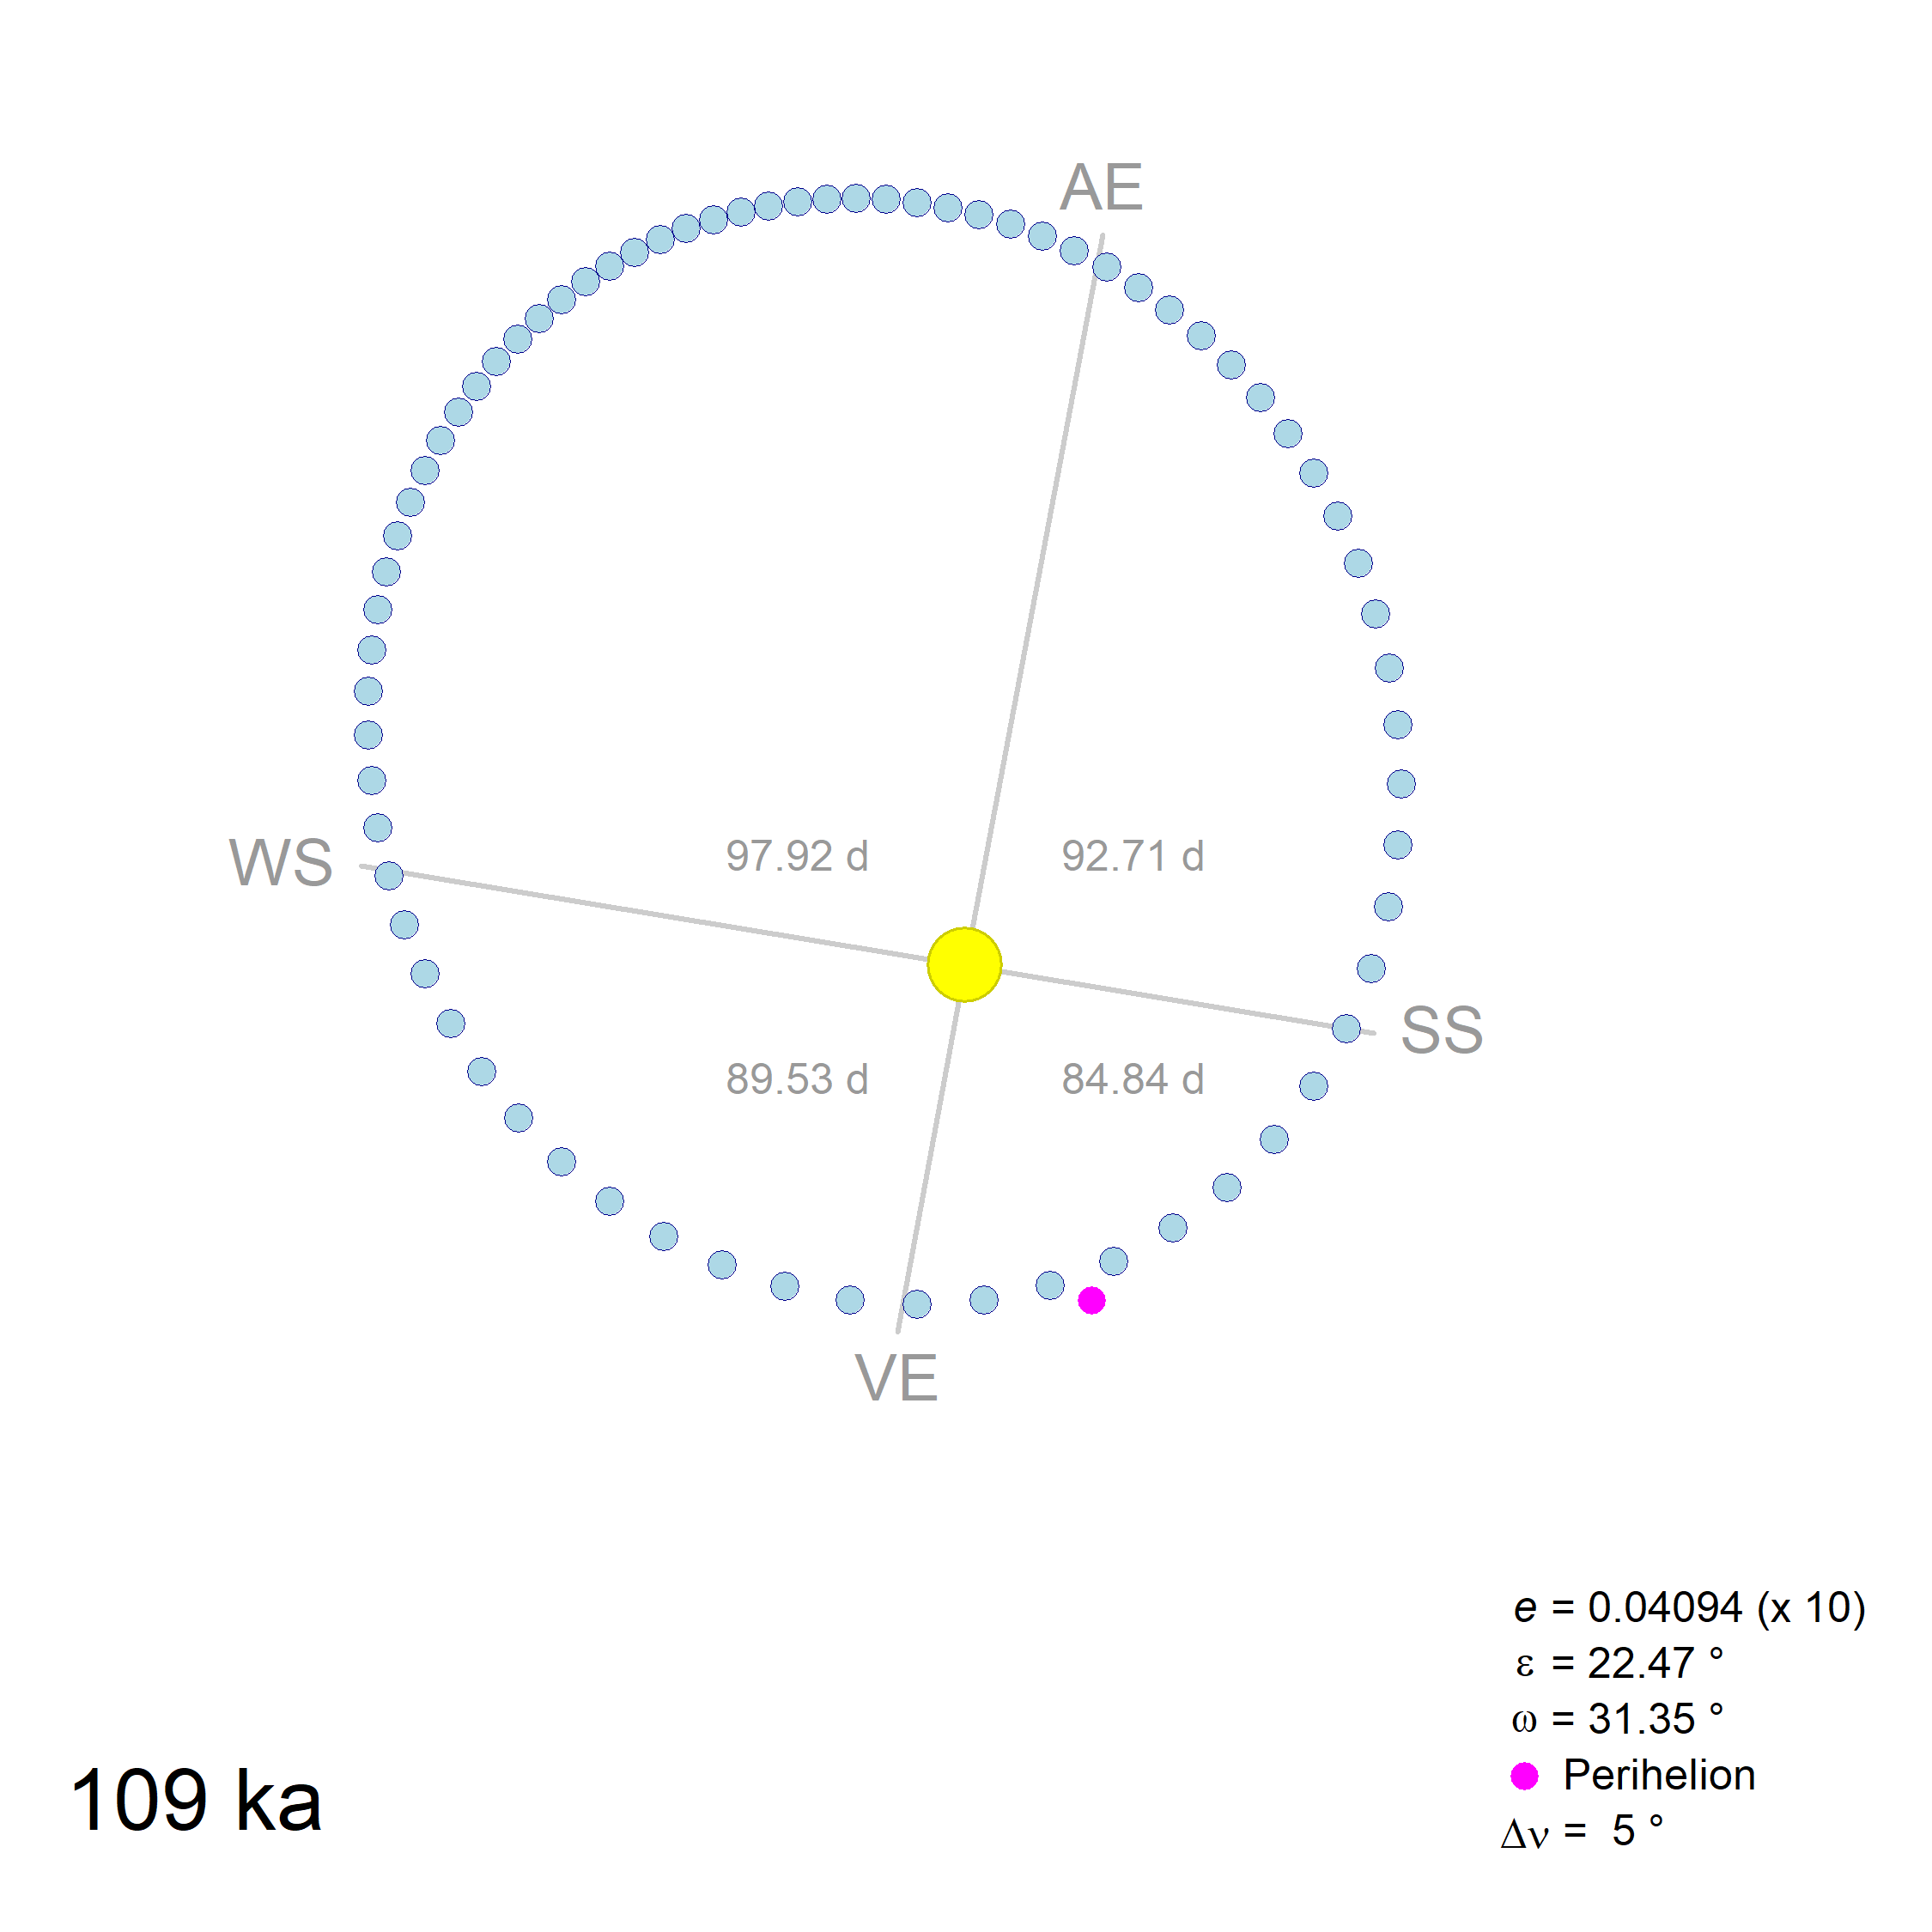 AE
WS
97.92 d
92.71 d
SS
89.53 d
84.84 d
VE
e = 0.04094 (x 10)
ε = 22.47 °
ω = 31.35 °
Perihelion
Δν = 5 °
109 ka